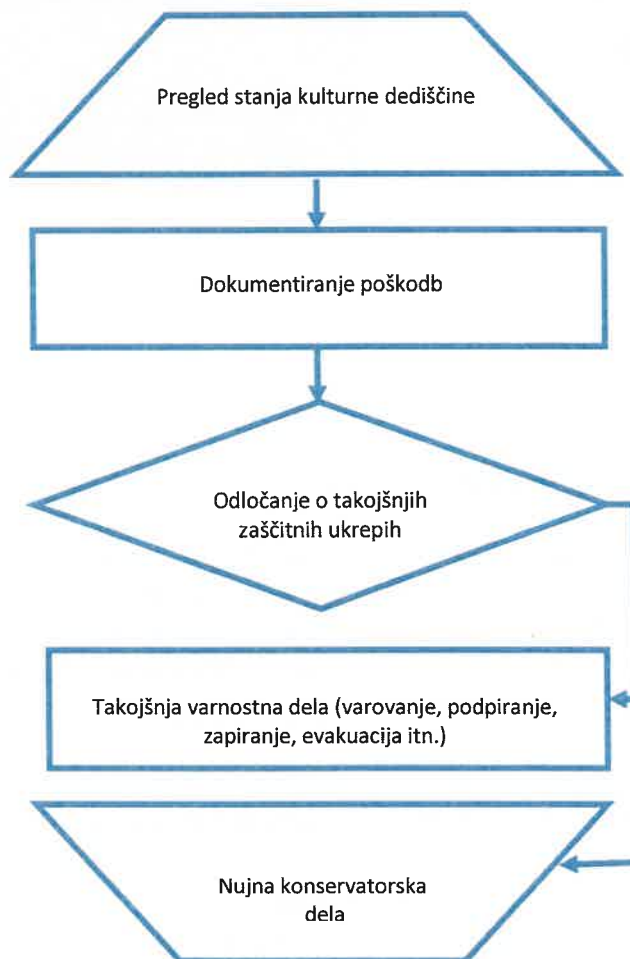 Pregled stanja kulturne dediščine
Dokumentiranje poškodb
Odločanje o takojšnjih
zaščitnih ukrepih
Takojšnja varnostna dela (varovanje, podpiranje,
zapiranje, evakuacija itn.)
Nujna konservatorska
dela